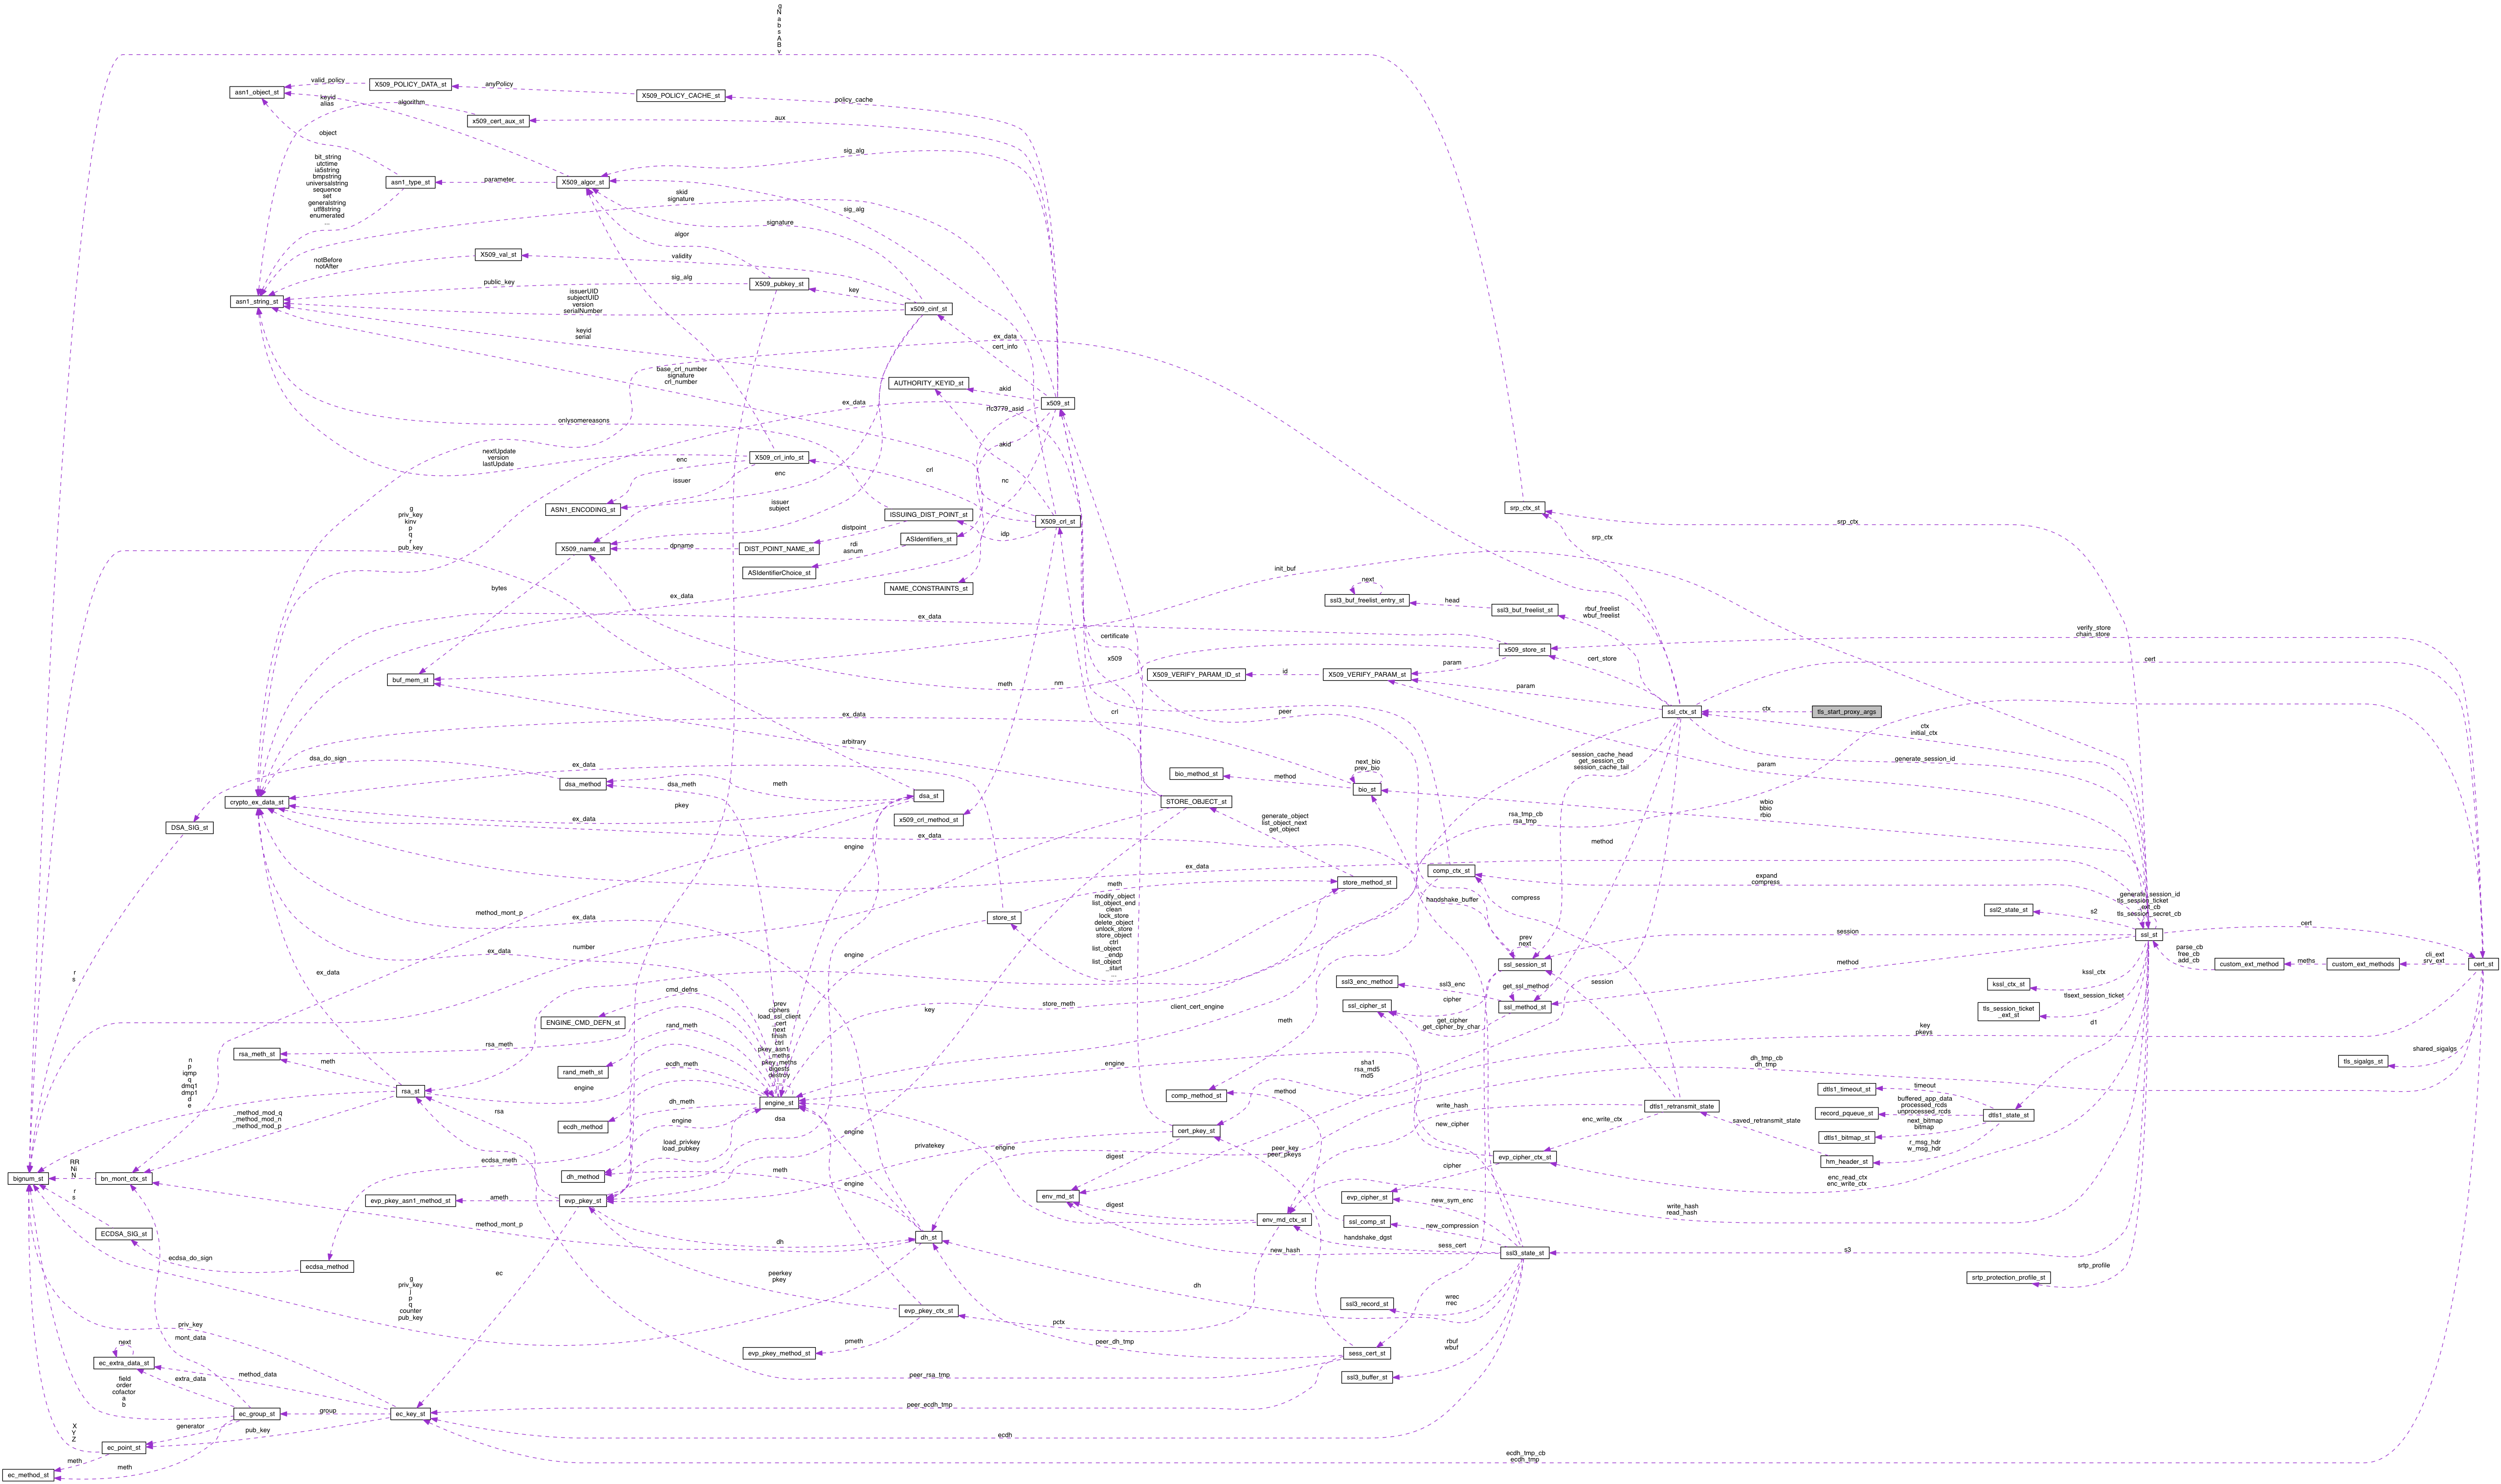 g
N
a
b
s
A
B
v
valid_policy
X509_POLICY_DATA_st
anyPolicy
asn1_object_st
X509_POLICY_CACHE_st
policy_cache
keyid
alias
algorithm
x509_cert_aux_st
aux
object
sig_alg
bit_string
utctime
ia5string
bmpstring
universalstring
sequence
set
generalstring
utf8string
enumerated
...
asn1_type_st
parameter
X509_algor_st
skid
signature
sig_alg
signature
algor
notBefore
notAfter
X509_val_st
validity
sig_alg
public_key
X509_pubkey_st
key
asn1_string_st
issuerUID
subjectUID
version
serialNumber
x509_cinf_st
keyid
serial
ex_data
cert_info
base_crl_number
signature
crl_number
AUTHORITY_KEYID_st
akid
x509_st
ex_data
rfc3779_asid
onlysomereasons
akid
nextUpdate
version
lastUpdate
X509_crl_info_st
enc
crl
issuer
enc
nc
ASN1_ENCODING_st
issuer
subject
ISSUING_DIST_POINT_st
X509_crl_st
srp_ctx_st
srp_ctx
g
priv_key
kinv
p
q
r
pub_key
distpoint
idp
srp_ctx
X509_name_st
dpname
DIST_POINT_NAME_st
rdi
asnum
ASIdentifiers_st
ASIdentifierChoice_st
init_buf
bytes
NAME_CONSTRAINTS_st
next
ex_data
ssl3_buf_freelist_entry_st
head
ssl3_buf_freelist_st
rbuf_freelist
wbuf_freelist
ex_data
certificate
x509_store_st
verify_store
chain_store
x509
param
cert_store
cert
buf_mem_st
meth
nm
X509_VERIFY_PARAM_ID_st
id
X509_VERIFY_PARAM_st
param
ex_data
crl
peer
ssl_ctx_st
ctx
tls_start_proxy_args
arbitrary
ctx
initial_ctx
dsa_do_sign
ex_data
session_cache_head
get_session_cb
session_cache_tail
generate_session_id
param
dsa_method
meth
dsa_meth
bio_method_st
method
next_bio
prev_bio
bio_st
crypto_ex_data_st
pkey
dsa_st
STORE_OBJECT_st
wbio
bbio
rbio
ex_data
x509_crl_method_st
generate_object
list_object_next
get_object
rsa_tmp_cb
rsa_tmp
DSA_SIG_st
ex_data
method
engine
ex_data
comp_ctx_st
expand
compress
meth
store_method_st
handshake_buffer
compress
generate_session_id
tls_session_ticket
_ext_cb
tls_session_secret_cb
modify_object
list_object_end
clean
lock_store
delete_object
unlock_store
store_object
ctrl
list_object
_endp
list_object
_start
...
method_mont_p
ex_data
store_st
ssl2_state_st
s2
cert
ssl_st
ex_data
number
engine
prev
next
session
parse_cb
free_cb
add_cb
custom_ext_method
meths
custom_ext_methods
cli_ext
srv_ext
cert_st
r
s
ex_data
ssl_session_st
method
cmd_defns
prev
ciphers
load_ssl_client
_cert
next
finish
ctrl
pkey_asn1
_meths
pkey_meths
digests
destroy
...
store_meth
client_cert_engine
ssl3_enc_method
ssl3_enc
get_ssl_method
session
kssl_ctx_st
kssl_ctx
key
ssl_cipher_st
cipher
ssl_method_st
tls_session_ticket
_ext_st
tlsext_session_ticket
ENGINE_CMD_DEFN_st
rand_meth
meth
get_cipher
get_cipher_by_char
d1
key
pkeys
rsa_meth
rsa_meth_st
meth
ecdh_meth
engine
shared_sigalgs
tls_sigalgs_st
n
p
iqmp
q
dmq1
dmp1
d
e
rand_meth_st
sha1
rsa_md5
md5
dh_tmp_cb
dh_tmp
rsa_st
engine
comp_method_st
method
dtls1_timeout_st
timeout
_method_mod_q
_method_mod_n
_method_mod_p
rsa
dh_meth
engine_st
write_hash
dtls1_retransmit_state
buffered_app_data
processed_rcds
unprocessed_rcds
record_pqueue_st
dtls1_state_st
ecdh_method
engine
dsa
engine
cert_pkey_st
new_cipher
enc_write_ctx
saved_retransmit_state
next_bitmap
bitmap
dtls1_bitmap_st
load_privkey
load_pubkey
privatekey
engine
peer_key
peer_pkeys
r_msg_hdr
w_msg_hdr
RR
Ni
N
ecdsa_meth
digest
evp_cipher_ctx_st
hm_header_st
bignum_st
bn_mont_ctx_st
dh_method
meth
cipher
enc_read_ctx
enc_write_ctx
r
s
evp_pkey_asn1_method_st
ameth
evp_pkey_st
env_md_st
evp_cipher_st
new_sym_enc
digest
write_hash
read_hash
ECDSA_SIG_st
method_mont_p
env_md_ctx_st
ssl_comp_st
new_compression
dh
dh_st
handshake_dgst
sess_cert
ecdsa_do_sign
ecdsa_method
new_hash
ssl3_state_st
s3
ec
g
priv_key
j
p
q
counter
pub_key
peerkey
pkey
dh
srtp_protection_profile_st
srtp_profile
priv_key
mont_data
evp_pkey_ctx_st
pctx
ssl3_record_st
wrec
rrec
next
pmeth
peer_dh_tmp
rbuf
wbuf
ec_extra_data_st
evp_pkey_method_st
sess_cert_st
field
order
cofactor
a
b
extra_data
method_data
peer_rsa_tmp
ssl3_buffer_st
ec_group_st
group
ec_key_st
peer_ecdh_tmp
X
Y
Z
generator
pub_key
ecdh
ec_point_st
ecdh_tmp_cb
ecdh_tmp
meth
meth
ec_method_st